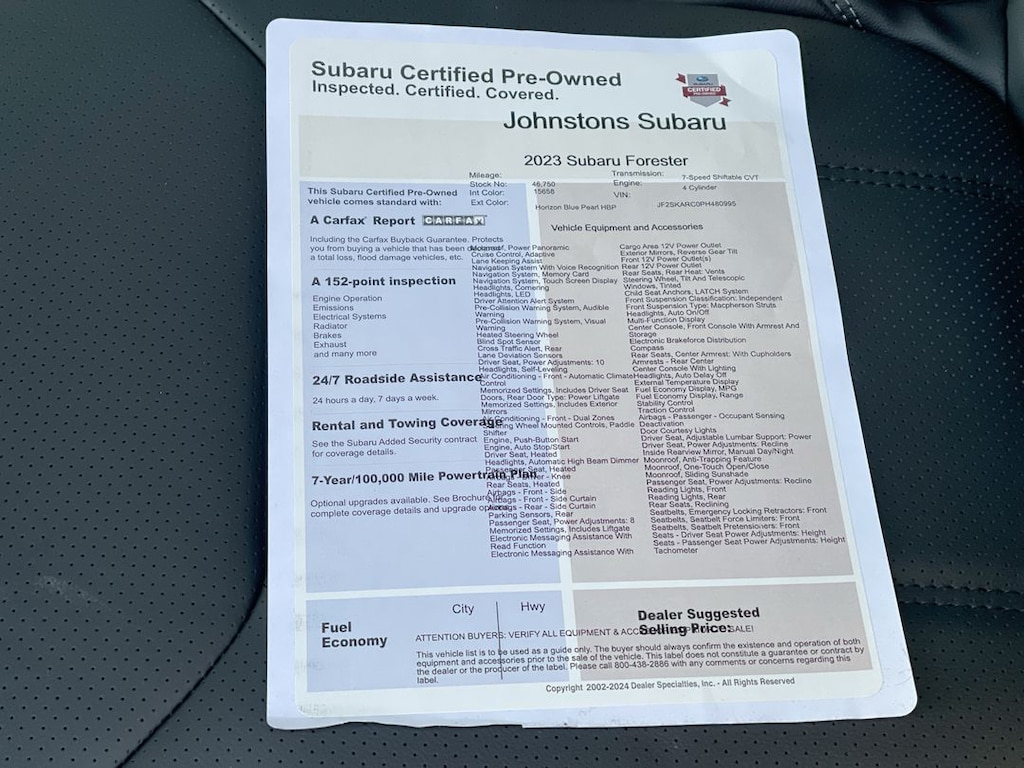 Subaru Certified Pre-Owned
Inspected. Certified. Covered.
SUBARU
CERTIFIED
PRE-OWNED
Johnstons Subaru
2023 Subaru Forester
Mileage: 46,750
Stock No: 15658
Int Color:
Ext Color: Horizon Blue Pearl HBP
Transmission: 7-Speed Shiftable CVT
Engine: 4 Cylinder
VIN: JF2SKARC0PH480995
This Subaru Certified Pre-Owned
vehicle comes standard with:
A Carfax Report CARFAX
Including the Carfax Buyback Guarantee. Protects
you from buying a vehicle that has been
a total loss, flood damaged vehicles, etc.
A 152-point inspection
Engine Operation
Emissions
Electrical Systems
Radiator
Brakes
Exhaust
and many more
24/7 Roadside Assistance
24 hours a day, 7 days a week.
Rental and Towing Coverage
See the Subaru Added Security contract
for coverage details.
7-Year/100,000 Mile Powertrain Plan
Optional upgrades available. See Brochure for
complete coverage details and upgrade options.
Vehicle Equipment and Accessories
Moonroof, Power Panoramic
Cruise Control, Adaptive
Lane Keeping Assist
Navigation System With Voice Recognition
Navigation System, Memory Card
Navigation System, Touch Screen Display
Headlights, Cornering
Headlights, LED
Driver Attention Alert System
Pre-Collision Warning System, Audible
Warning
Pre-Collision Warning System, Visual
Warning
Heated Steering Wheel
Blind Spot Sensor
Cross Traffic Alert, Rear
Lane Deviation Sensors
Driver Seat, Power Adjustments: 10
Headlights, Self-Leveling
Air Conditioning - Front - Automatic Climate
Control
Memorized Settings, Includes Driver Seat
Doors, Rear Door Type: Power Liftgate
Memorized Settings, Includes Exterior
Mirrors
Air Conditioning - Front - Dual Zones
Steering Wheel Mounted Controls, Paddle
Shifter
Engine, Push-Button Start
Engine, Auto Stop/Start
Driver Seat, Heated
Headlights, Automatic High Beam Dimmer
Passenger Seat, Heated
Airbags - Driver - Knee
Rear Seats, Heated
Airbags - Front - Side
Airbags - Front - Side Curtain
Airbags - Rear - Side Curtain
Parking Sensors, Rear
Passenger Seat, Power Adjustments: 8
Memorized Settings, Includes Liftgate
Electronic Messaging Assistance With
Read Function
Electronic Messaging Assistance With
Cargo Area 12V Power Outlet
Exterior Mirrors, Reverse Gear Tilt
Front 12V Power Outlet(s)
Rear 12V Power Outlet
Rear Seats, Rear Heat: Vents
Steering Wheel, Tilt And Telescopic
Windows, Tinted
Child Seat Anchors, LATCH System
Front Suspension Classification: Independent
Front Suspension Type: Macpherson Struts
Headlights, Auto On/Off
Multi-Function Display
Center Console, Front Console With Armrest And
Storage
Electronic Brakeforce Distribution
Compass
Rear Seats, Center Armrest: With Cupholders
Armrests - Rear Center
Center Console With Lighting
Headlights, Auto Delay Off
External Temperature Display
Fuel Economy Display, MPG
Fuel Economy Display, Range
Stability Control
Traction Control
Airbags - Passenger - Occupant Sensing
Deactivation
Door Courtesy Lights
Driver Seat, Adjustable Lumbar Support: Power
Driver Seat, Power Adjustments: Recline
Inside Rearview Mirror, Manual Day/Night
Moonroof, Anti-Trapping Feature
Moonroof, One-Touch Open/Close
Moonroof, Sliding Sunshade
Passenger Seat, Power Adjustments: Recline
Reading Lights, Front
Reading Lights, Rear
Rear Seats, Reclining
Seatbelts, Emergency Locking Retractors: Front
Seatbelts, Seatbelt Force Limiters: Front
Seatbelts, Seatbelt Pretensioners: Front
Seats - Driver Seat Power Adjustments: Height
Seats - Passenger Seat Power Adjustments: Height
Tachometer
Fuel
Economy
City
Hwy
Dealer Suggested
Selling Price:
ATTENTION BUYERS: VERIFY ALL EQUIPMENT & SALE!
This vehicle list is to be used as a guide only. The buyer should always confirm the existence and operation of both
equipment and accessories prior to the sale of the vehicle. This label does not constitute a guarantee or contract by
the dealer or the producer of the label. Please call 800-438-2886 with any comments or concerns regarding this
label.
Copyright 2002-2024 Dealer Specialties, Inc. - All Rights Reserved